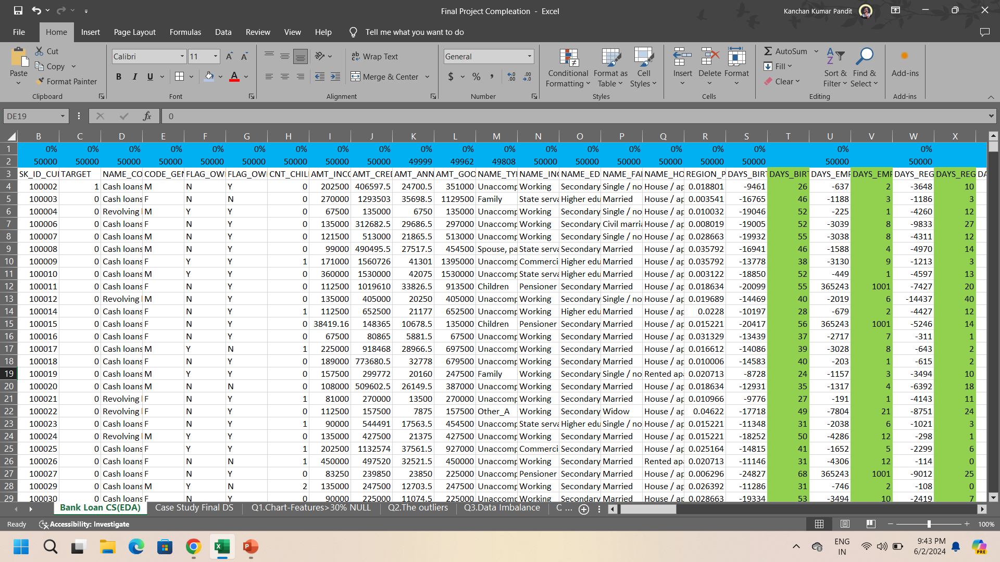 Final Project Compleation - Excel
Kanchan Kumar Pandit
File Home Insert Page Layout Formulas Data Review View Help Tell me what you want to do
Cut Calibri 11 Wrap Text General AutoSum
Copy Fill
Paste Format Painter B I U A Merge & Center $ % , Conditional Formatting Format as Table Cell Styles Insert Delete Format Clear Sort & Filter Find & Select Add-ins
Clipboard Font Alignment Number Styles Cells Editing Add-ins
DE19 fx 0
B C D E F G H I J K L M N O P Q R S T U V W X
1 0% 0% 0% 0% 0% 0% 0% 0% 0% 0% 0% 0% 0% 0% 0% 0% 0% 0% 0% 0%
2 50000 50000 50000 50000 50000 50000 50000 50000 50000 49999 49962 49808 50000 50000 50000 50000 50000 50000 50000 50000
3 SK_ID_CUI TARGET NAME_CO CODE_GEN FLAG_OWI FLAG_OWI CNT_CHIL AMT_INCO AMT_CRE AMT_ANN AMT_GOO NAME_TYI NAME_INC NAME_ED NAME_FAI NAME_HO REGION_P DAYS_BIRT DAYS_BIRT DAYS_EMF DAYS_EMF DAYS_REG DAYS_REG DA
4 100002 1 Cash loans M N Y 0 202500 406597.5 24700.5 351000 Unaccomp Working Secondary Single / no House / ap 0.018801 -9461 26 -637 2 -3648 10
5 100003 0 Cash loans F N N 0 270000 1293503 35698.5 1129500 Family State serva Higher edu Married House / ap 0.003541 -16765 46 -1188 3 -1186 3
6 100004 0 Revolving l M Y Y 0 67500 135000 6750 135000 Unaccomp Working Secondary Single / no House / ap 0.010032 -19046 52 -225 1 -4260 12
7 100006 0 Cash loans F N Y 0 135000 312682.5 29686.5 297000 Unaccomp Working Secondary Civil marria House / ap 0.008019 -19005 52 -3039 8 -9833 27
8 100007 0 Cash loans M N Y 0 121500 513000 21865.5 513000 Unaccomp Working Secondary Single / no House / ap 0.028663 -19932 55 -3038 8 -4311 12
9 100008 0 Cash loans M N Y 0 99000 490495.5 27517.5 454500 Spouse, pa State serva Secondary Married House / ap 0.035792 -16941 46 -1588 4 -4970 14
10 100009 0 Cash loans F Y Y 1 171000 1560726 41301 1395000 Unaccomp Commerci Higher edu Married House / ap 0.035792 -13778 38 -3130 9 -1213 3
11 100010 0 Cash loans M Y Y 0 360000 1530000 42075 1530000 Unaccomp State serva Higher edu Married House / ap 0.003122 -18850 52 -449 1 -4597 13
12 100011 0 Cash loans F N Y 0 112500 1019610 33826.5 913500 Children Pensioner Secondary Married House / ap 0.018634 -20099 55 365243 1001 -7427 20
13 100012 0 Revolving l M N Y 0 135000 405000 20250 405000 Unaccomp Working Secondary Single / no House / ap 0.019689 -14469 40 -2019 6 -14437 40
14 100014 0 Cash loans F N Y 1 112500 652500 21177 652500 Unaccomp Working Higher edu Married House / ap 0.0228 -10197 28 -679 2 -4427 12
15 100015 0 Cash loans F N Y 0 38419.16 148365 10678.5 135000 Children Pensioner Secondary Married House / ap 0.015221 -20417 56 365243 1001 -5246 14
16 100016 0 Cash loans F N Y 0 67500 80865 5881.5 67500 Unaccomp Working Secondary Married House / ap 0.031329 -13439 37 -2717 7 -311 1
17 100017 0 Cash loans M Y N 1 225000 918468 28966.5 697500 Unaccomp Working Secondary Married House / ap 0.016612 -14086 39 -3028 8 -643 2
18 100018 0 Cash loans F N Y 0 189000 773680.5 32778 679500 Unaccomp Working Secondary Married House / ap 0.010006 -14583 40 -203 1 -615 2
19 100019 0 Cash loans M Y Y 0 157500 299772 20160 247500 Family Working Secondary Single / no Rented apa 0.020713 -8728 24 -1157 3 -3494 10
20 100020 0 Cash loans M N N 0 108000 509602.5 26149.5 387000 Unaccomp Working Secondary Married House / ap 0.018634 -12931 35 -1317 4 -6392 18
21 100021 0 Revolving l F N Y 1 81000 270000 13500 270000 Unaccomp Working Secondary Married House / ap 0.010966 -9776 27 -191 1 -4143 11
22 100022 0 Revolving l F N Y 0 112500 157500 7875 157500 Other_A Working Secondary Widow House / ap 0.04622 -17718 49 -7804 21 -8751 24
23 100023 0 Cash loans F N Y 1 90000 544491 17563.5 454500 Unaccomp State serva Higher edu Single / no House / ap 0.015221 -11348 31 -2038 6 -1021 3
24 100024 0 Revolving l M Y Y 0 135000 427500 21375 427500 Unaccomp Working Secondary Married House / ap 0.015221 -18252 50 -4286 12 -298 1
25 100025 0 Cash loans F Y Y 1 202500 1132574 37561.5 927000 Unaccomp Commerci Secondary Married House / ap 0.025164 -14815 41 -1652 5 -2299 6
26 100026 0 Cash loans F N N 1 450000 497520 32521.5 450000 Unaccomp Working Secondary Married Rented apa 0.020713 -11146 31 -4306 12 -114 0
27 100027 0 Cash loans F N Y 0 83250 239850 23850 225000 Unaccomp Pensioner Secondary Married House / ap 0.006296 -24827 68 365243 1001 -9012 25
28 100029 0 Cash loans M Y N 2 135000 247500 12703.5 247500 Unaccomp Working Secondary Married House / ap 0.026392 -11286 31 -746 2 -108 0
29 100030 0 Cash loans F N Y 0 90000 225000 11074.5 225000 Unaccomp Working Secondary Married House / ap 0.028663 -19334 53 -3494 10 -2419 7
Bank Loan CS(EDA) Case Study Final DS Q1.Chart-Features>30% NULL Q2.The outliers Q3.Data Imbalance C ...
Ready Accessibility: Investigate 100%
ENG IN 9:43 PM 6/2/2024 PRE